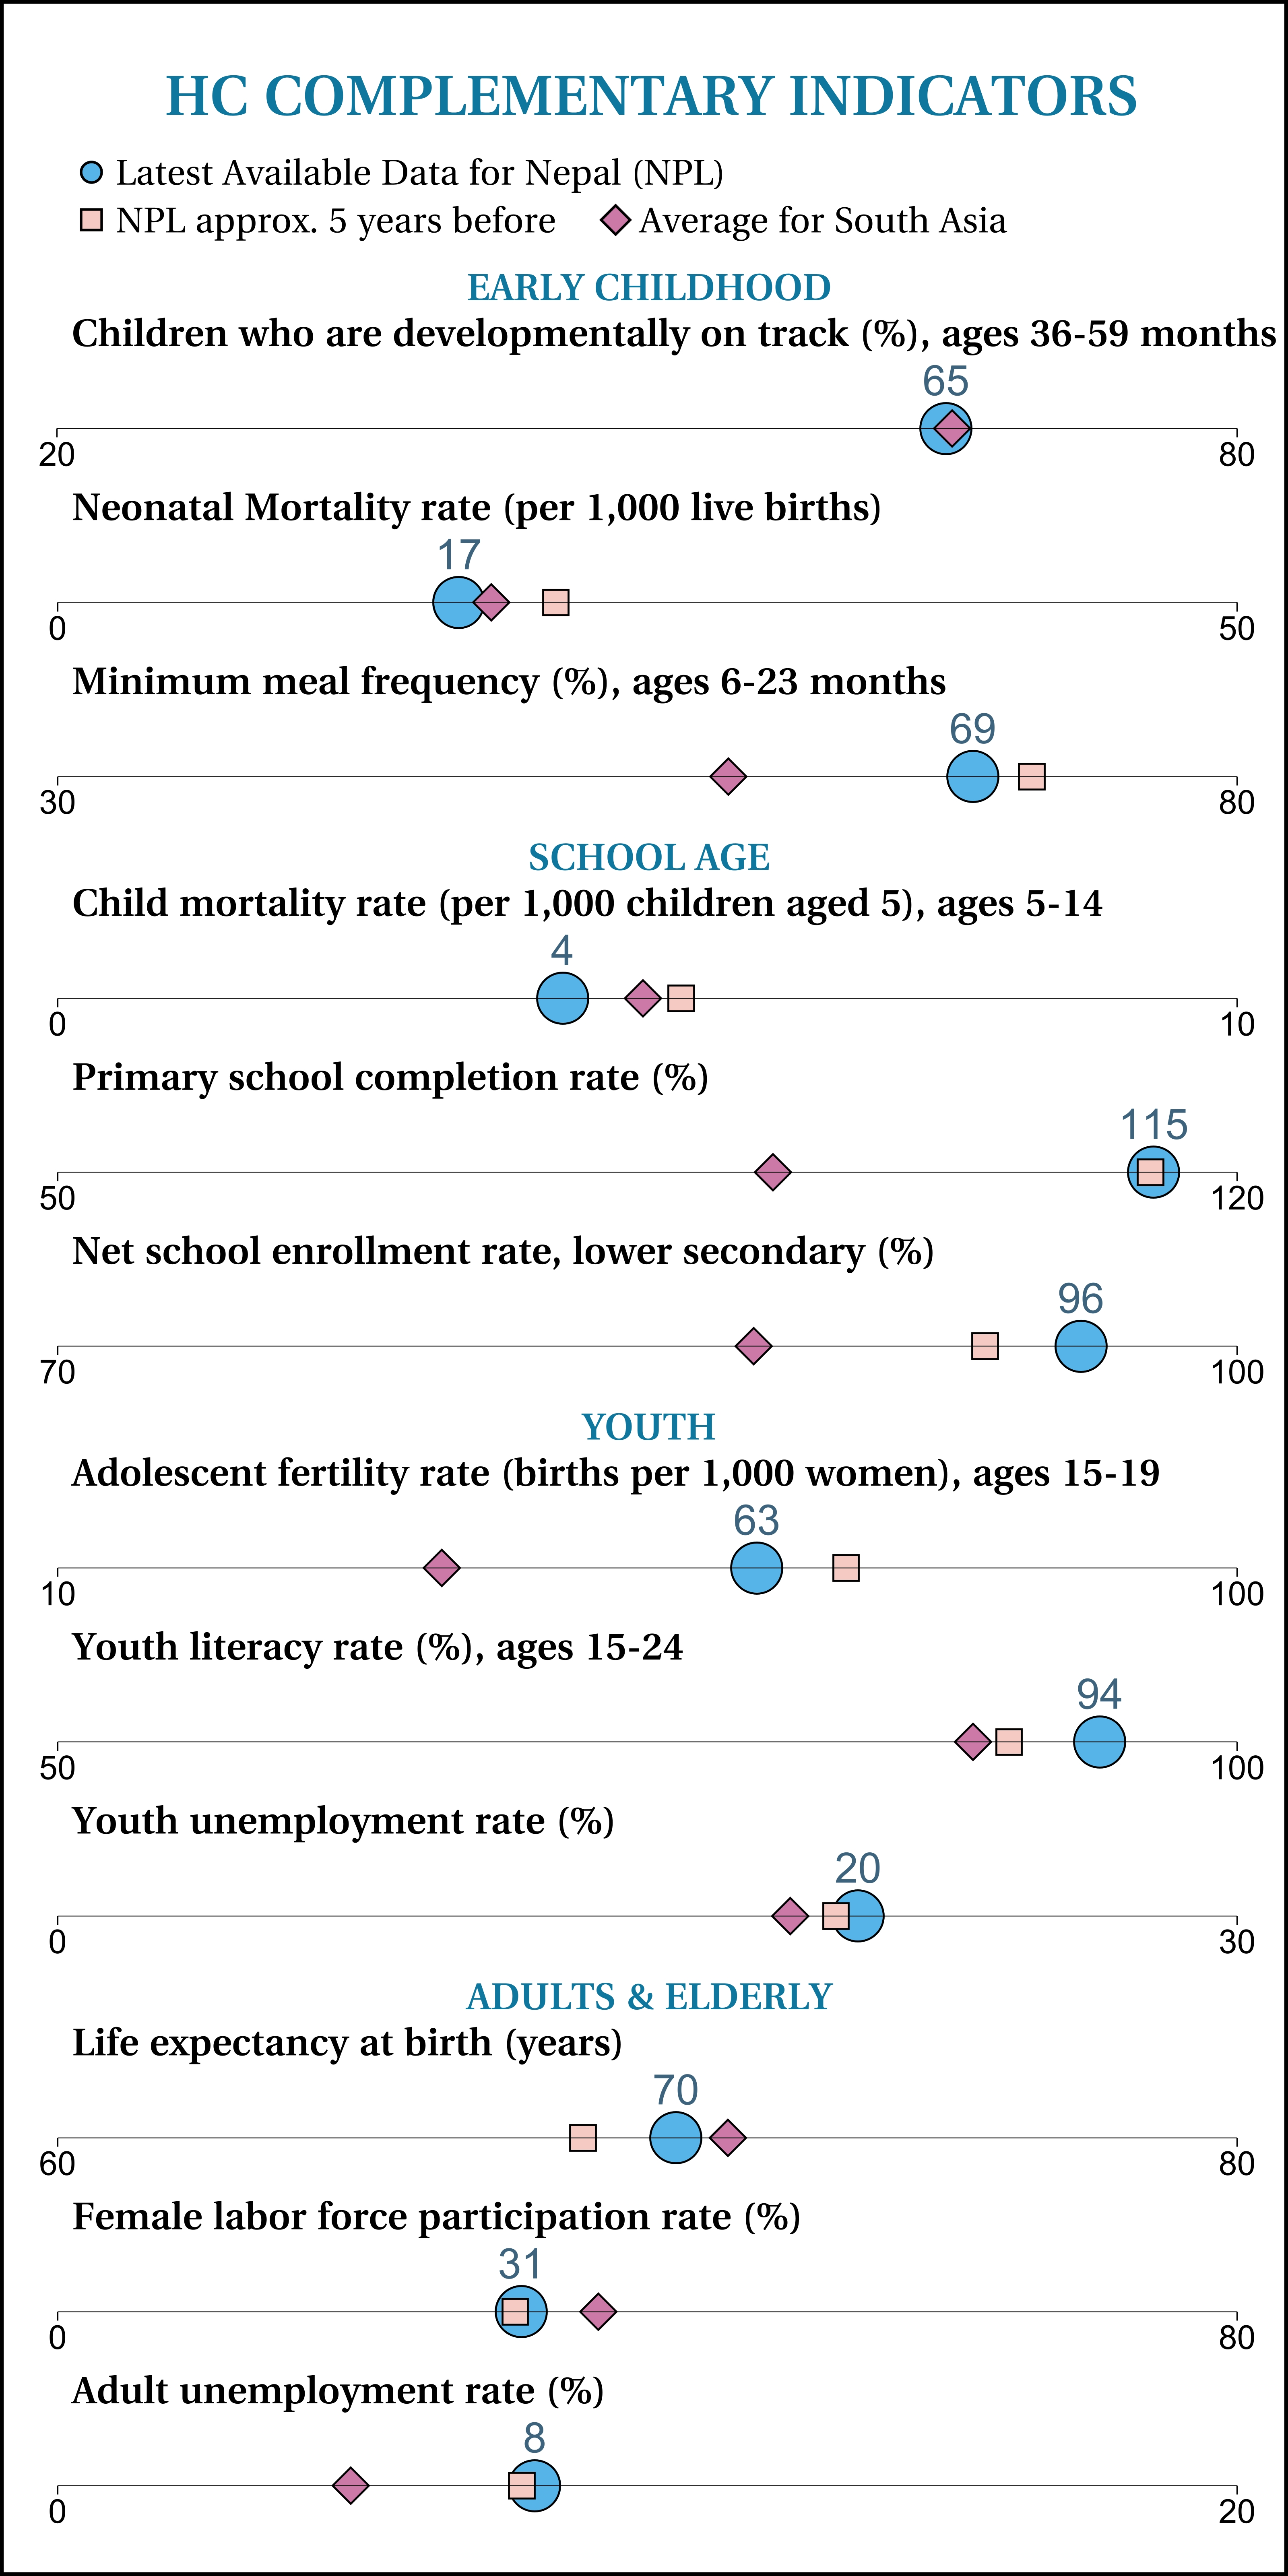 HC COMPLEMENTARY INDICATORS
Latest Available Data for Nepal (NPL)
NPL approx. 5 years before Average for South Asia
EARLY CHILDHOOD
Children who are developmentally on track (%), ages 36-59 months
65
20 80
Neonatal Mortality rate (per 1,000 live births)
17
0 50
Minimum meal frequency (%), ages 6-23 months
69
30 80
SCHOOL AGE
Child mortality rate (per 1,000 children aged 5), ages 5-14
4
0 10
Primary school completion rate (%)
115
50 120
Net school enrollment rate, lower secondary (%)
96
70 100
YOUTH
Adolescent fertility rate (births per 1,000 women), ages 15-19
63
10 100
Youth literacy rate (%), ages 15-24
94
50 100
Youth unemployment rate (%)
20
0 30
ADULTS & ELDERLY
Life expectancy at birth (years)
70
60 80
Female labor force participation rate (%)
31
0 80
Adult unemployment rate (%)
8
0 20